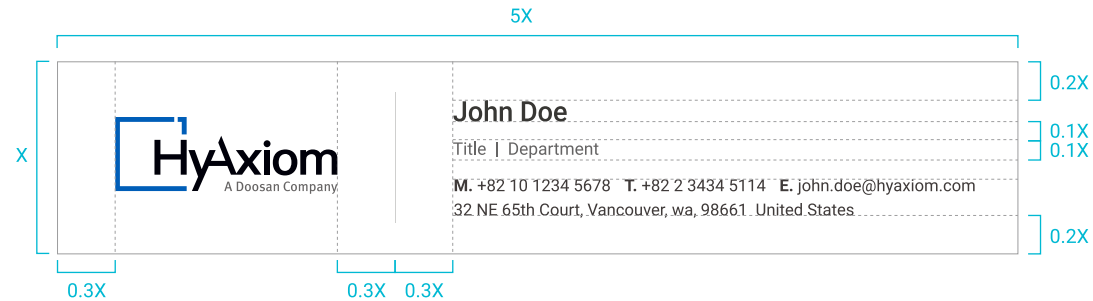 5X
X
HyAxiom
A Doosan Company
John Doe
Title | Department
M. +82 10 1234 5678 T. +82 2 3434 5114 E. john.doe@hyaxiom.com
32 NE 65th Court, Vancouver, wa, 98661 United States
0.2X
0.1X
0.1X
0.2X
0.3X
0.3X
0.3X